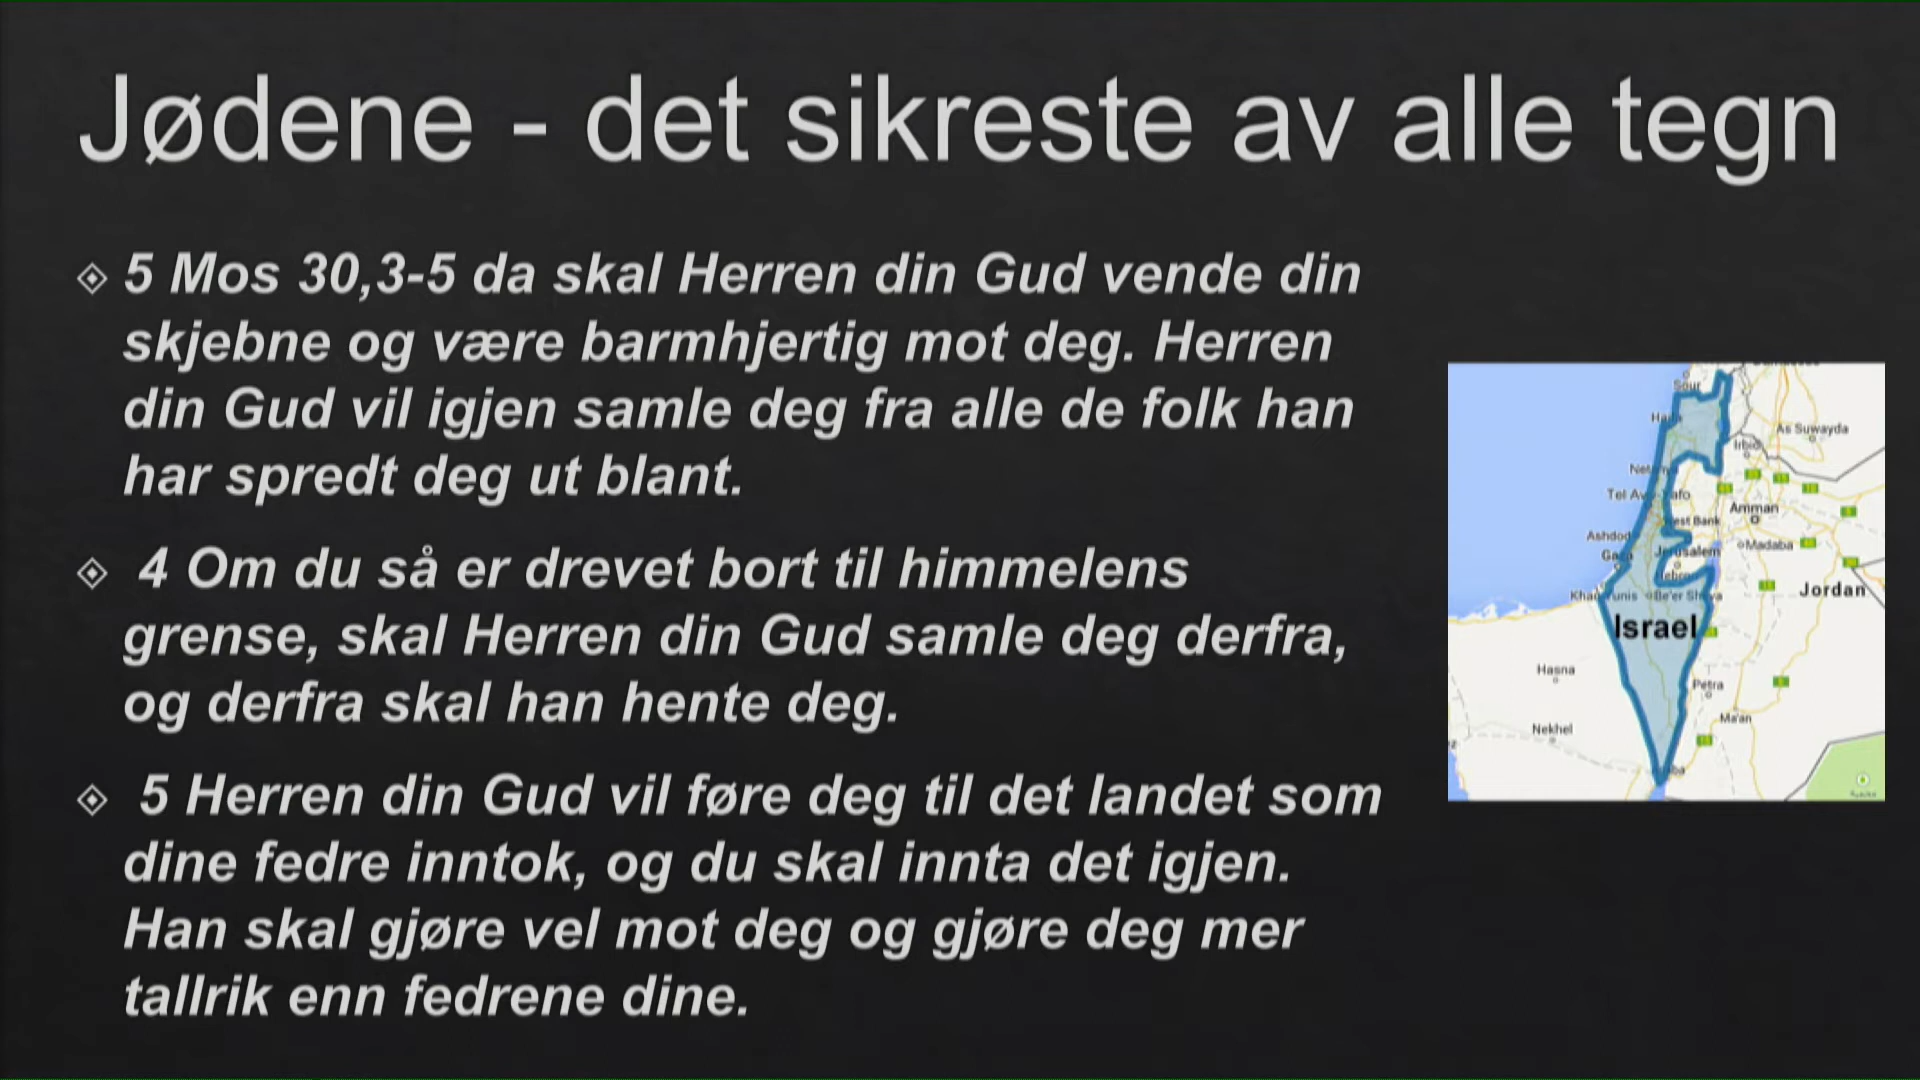 Jødene - det sikreste av alle tegn
5 Mos 30,3-5 da skal Herren din Gud vende din
skjebne og være barmhjertig mot deg. Herren
din Gud vil igjen samle deg fra alle de folk han
har spredt deg ut blant.
4 Om du så er drevet bort til himmelens
grense, skal Herren din Gud samle deg derfra,
og derfra skal han hente deg.
5 Herren din Gud vil føre deg til det landet som
dine fedre inntok, og du skal innta det igjen.
Han skal gjøre vel mot deg og gjøre deg mer
tallrik enn fedrene dine.
Sour
As Suwayda
Irbid
Amman
West Bank
Ashdod
Jerusalem
Madaba
Jordan
Israel
Hasna
Petra
Ma'an
Nekhel